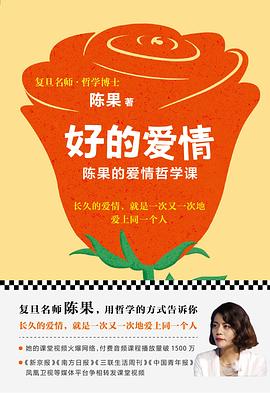 复旦名师·哲学博士
陈果 著
好的爱情
陈果的爱情哲学课
长久的爱情，就是一次又一次地
爱上同一个人
复旦名师陈果，用哲学的方式告诉你
长久的爱情，就是一次又一次地爱上同一个人
● 她的课堂视频火爆网络，付费音频课程播放量破 1500 万
● 《新京报》《南方日报》《三联生活周刊》《中国青年报》
凤凰卫视等媒体平台争相转发课堂视频